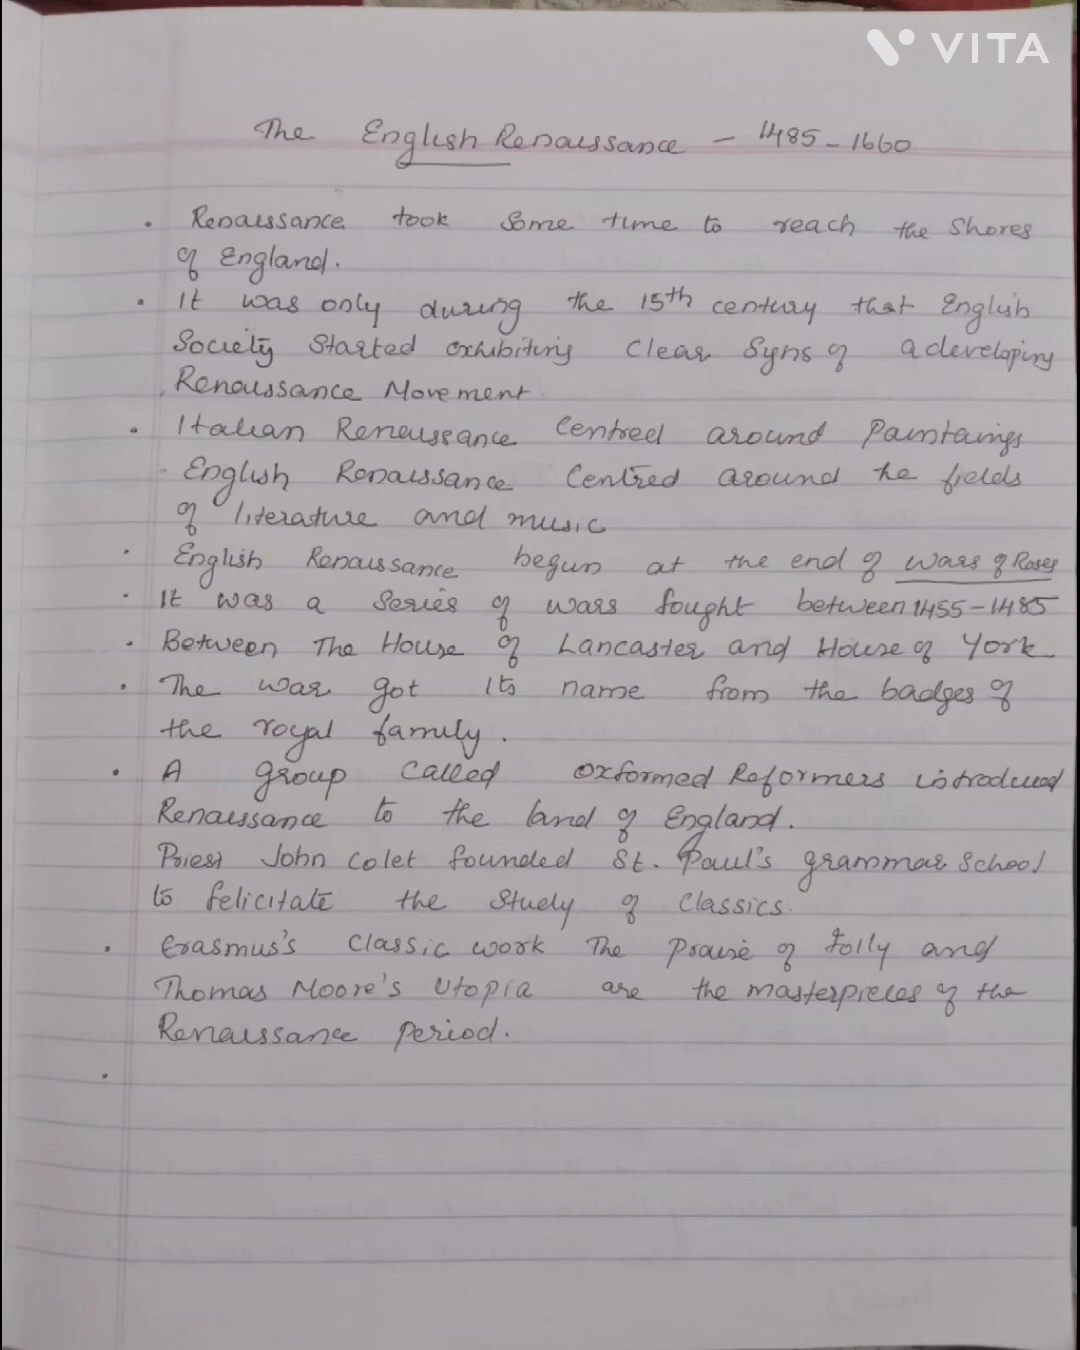 VITA
The English Renaissance - 1485-1660
. Renaissance took some time to reach the Shores
of England.
. It was only during the 15th century that English
Society Started exhibiting Clear Syns of a developing
Renaissance Movement
. Italian Renaissance Centred around Paintaings
English Renaissance Centred around he fields
of literature and music
. English Renaissance begun at the end of Wars of Roses
. It was a Series of wars fought between 1455-1485
. Between The House of Lancaster and House of York
. The war got its name from the badges of
the royal family.
. A group called oxformed Reformers introduced
Renaissance to the land of England.
Priest John Colet founded St. Paul's grammar School
to felicitate the Study of Classics.
. Erasmus's Classic work The Praise of folly and
Thomas Moore's Utopia are the masterpieces of the
Renaissance Period.
.